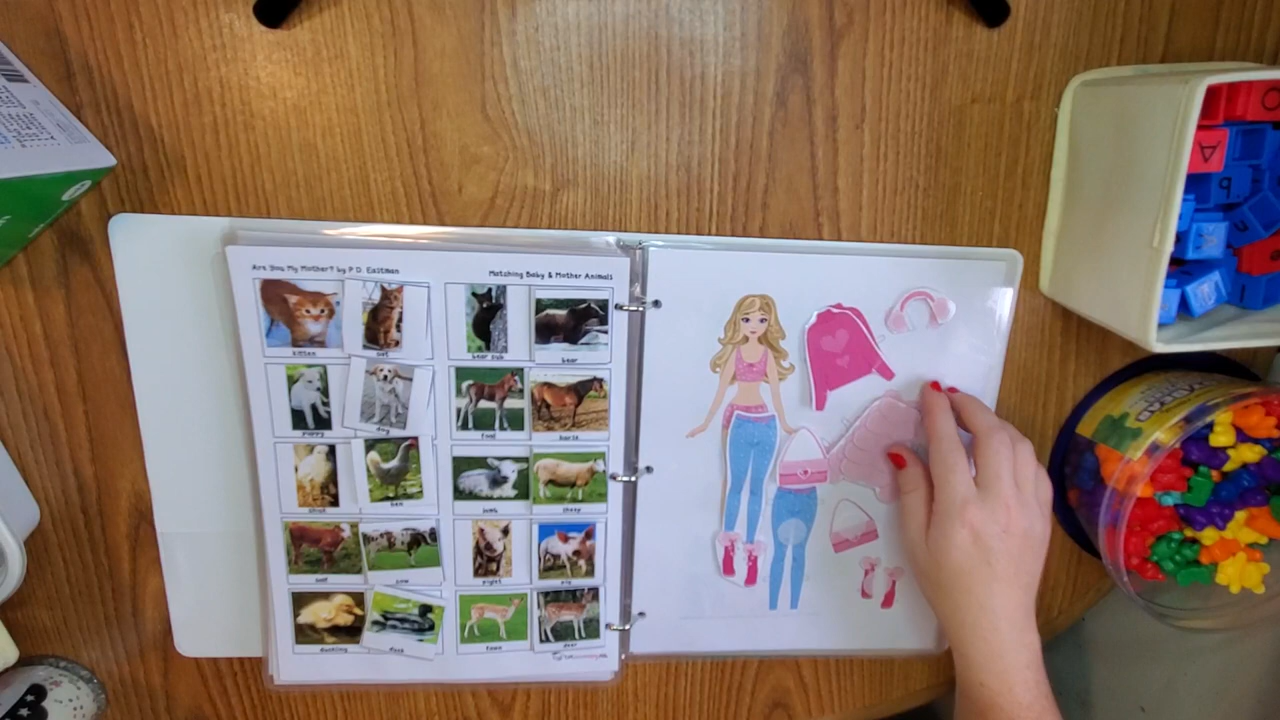 Are You My Mother? by P.D. Eastman
Matching Baby & Mother Animals
kitten
cat
bear cub
bear
puppy
dog
foal
horse
chick
hen
lamb
sheep
calf
cow
piglet
pig
duckling
duck
fawn
deer
A